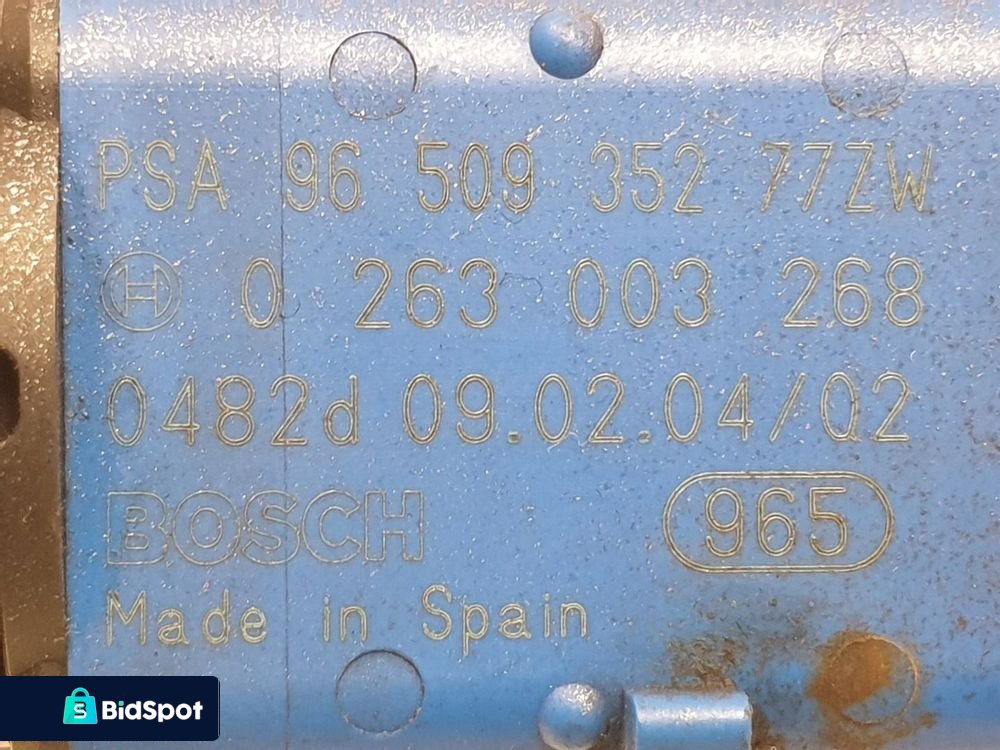 PSA 96 509 352 77ZW
H 0 263 003 268
0482d 09.02.04/Q2
BOSCH 965
Made in Spain
BidSpot